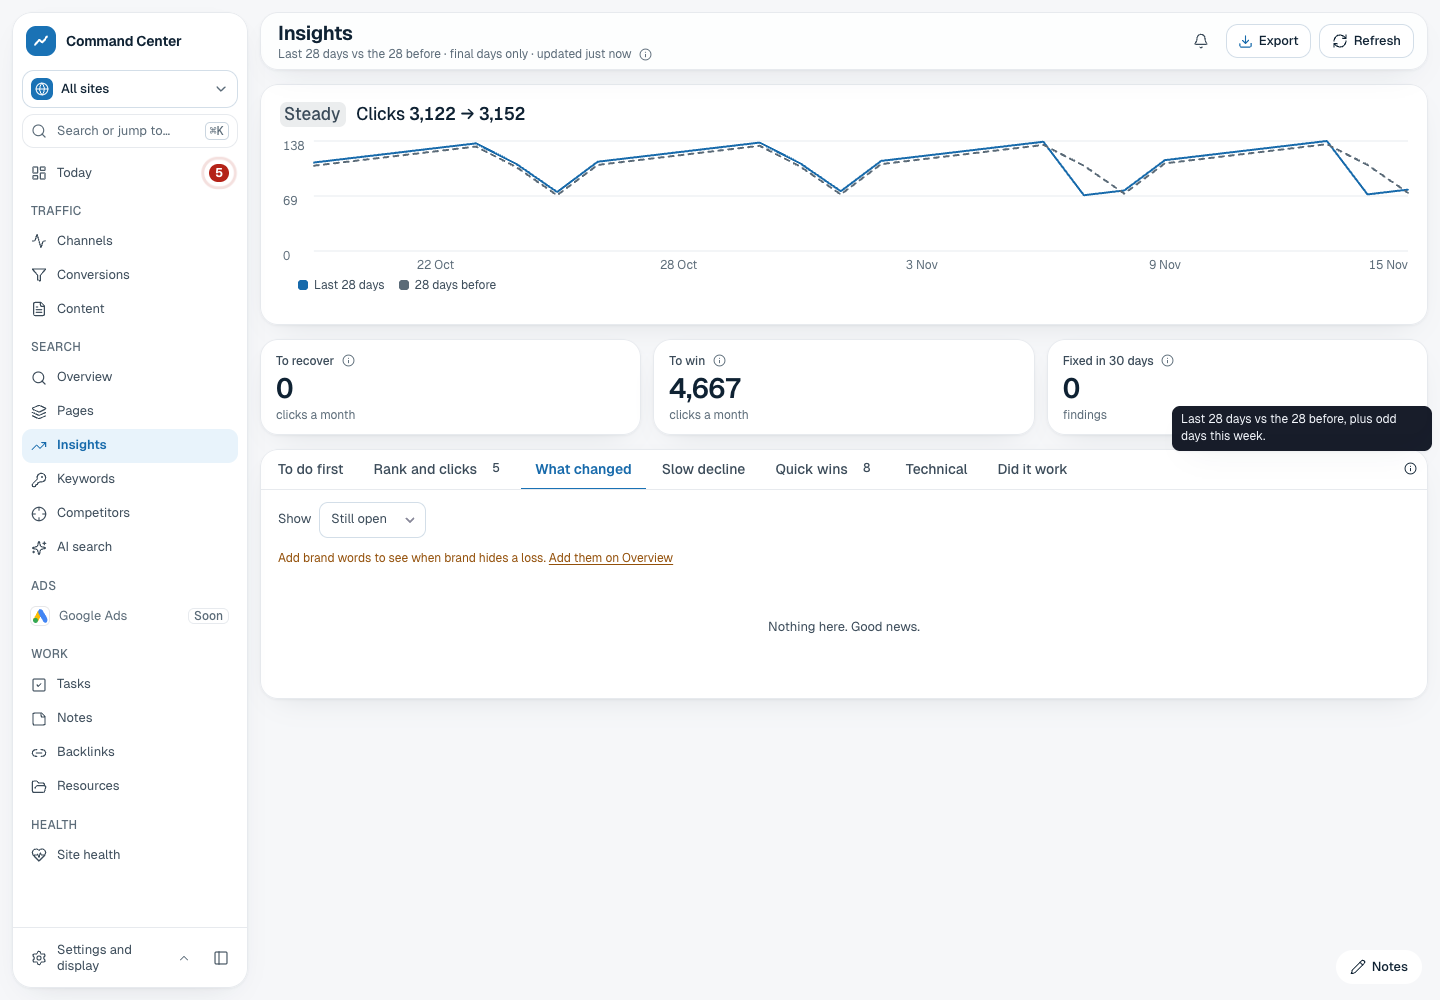 Command Center
All sites
Search or jump to... ⌘K
Today 5
TRAFFIC
Channels
Conversions
Content
SEARCH
Overview
Pages
Insights
Keywords
Competitors
AI search
ADS
Google Ads Soon
WORK
Tasks
Notes
Backlinks
Resources
HEALTH
Site health
Settings and
display
Insights
Last 28 days vs the 28 before · final days only · updated just now
Export
Refresh
Steady Clicks 3,122 → 3,152
138
69
0
22 Oct 28 Oct 3 Nov 9 Nov 15 Nov
Last 28 days 28 days before
To recover
0
clicks a month
To win
4,667
clicks a month
Fixed in 30 days
0
findings
Last 28 days vs the 28 before, plus odd
days this week.
To do first Rank and clicks 5 What changed Slow decline Quick wins 8 Technical Did it work
Show Still open
Add brand words to see when brand hides a loss. Add them on Overview
Nothing here. Good news.
Notes